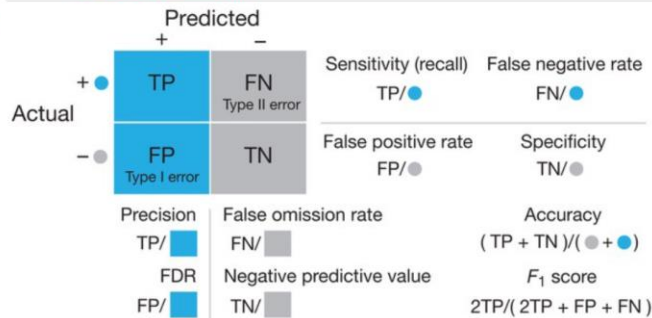 Predicted
+ −
Actual
+ TP FN
Type II error
− FP TN
Type I error
Sensitivity (recall) False negative rate
TP/ FN/
False positive rate Specificity
FP/ TN/
Precision False omission rate Accuracy
TP/ FN/ ( TP + TN )/( + )
FDR Negative predictive value F1 score
FP/ TN/ 2TP/( 2TP + FP + FN )